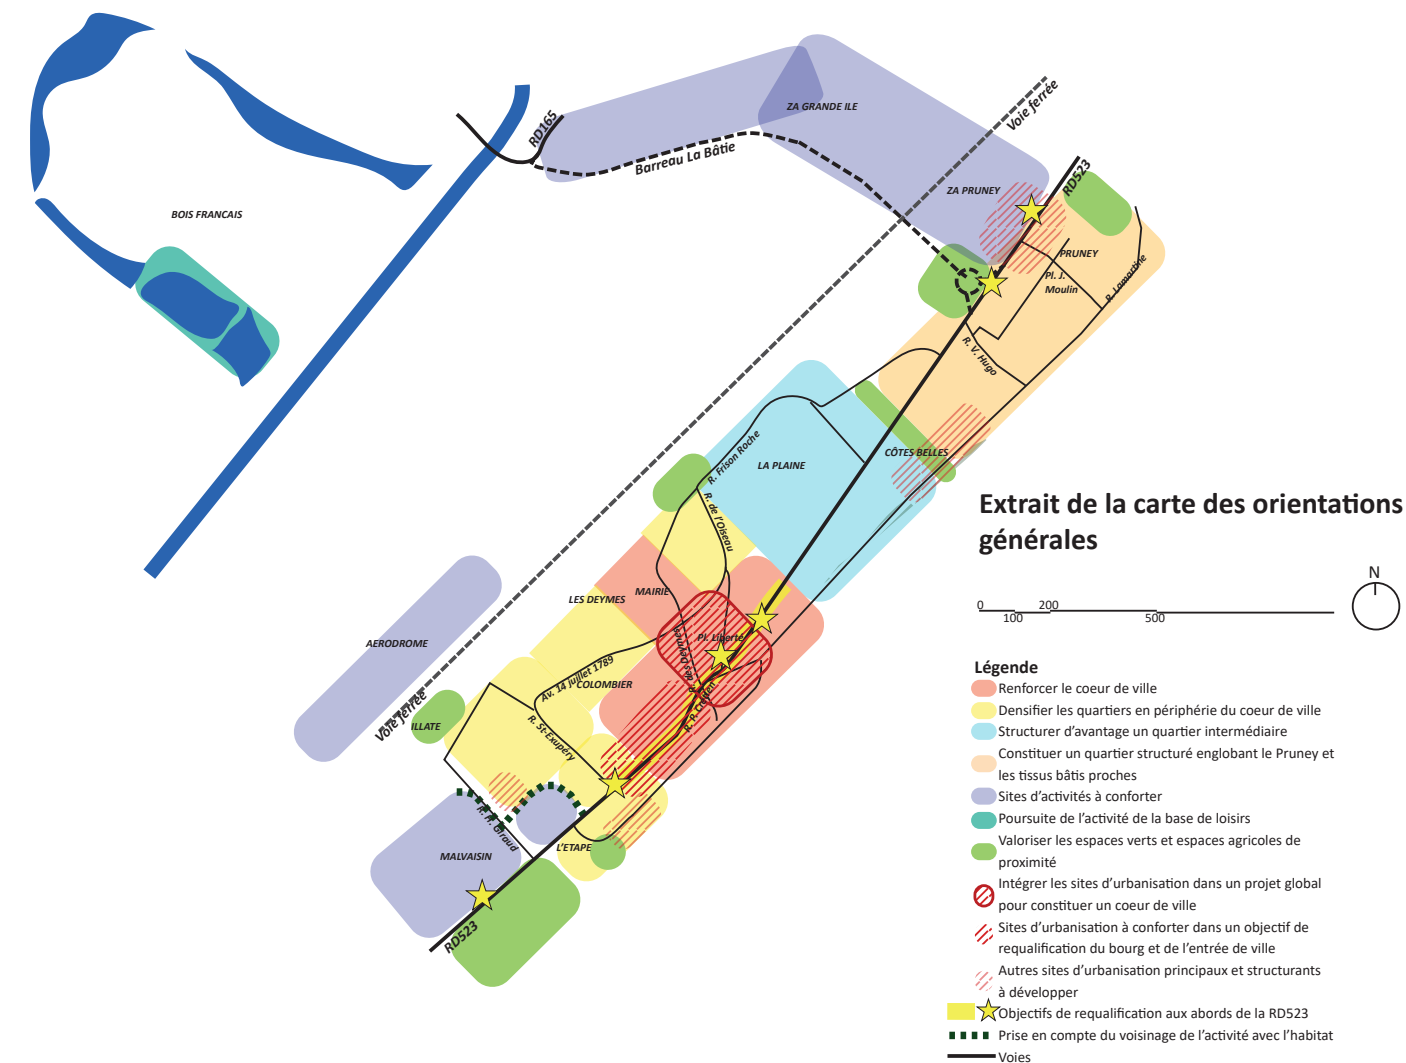 Voie ferrée
RD165
ZA GRANDE ILE
Barreau La Bâtie
RD523
ZA PRUNEY
BOIS FRANCAIS
PRUNEY
Pl. J.
Moulin
R. Lamartine
R. V. Hugo
R. Frison Roche
LA PLAINE
CÔTES BELLES
R. de l'Oiseau
Extrait de la carte des orientations
générales
N
0
200
100
500
MAIRIE
LES DEYMES
Pl. Liberté
R. des Deymes
AERODROME
Av. 14 juillet 1789
COLOMBIER
Voie ferrée
ILLATE
R. St-Exupéry
R. H. Giraud
L'ETAPE
MALVAISIN
RD523
Légende
Renforcer le coeur de ville
Densifier les quartiers en périphérie du coeur de ville
Structurer d'avantage un quartier intermédiaire
Constituer un quartier structuré englobant le Pruney et
les tissus bâtis proches
Sites d'activités à conforter
Poursuite de l'activité de la base de loisirs
Valoriser les espaces verts et espaces agricoles de
proximité
Intégrer les sites d'urbanisation dans un projet global
pour constituer un coeur de ville
Sites d'urbanisation à conforter dans un objectif de
requalification du bourg et de l'entrée de ville
Autres sites d'urbanisation principaux et structurants
à développer
Objectifs de requalification aux abords de la RD523
Prise en compte du voisinage de l'activité avec l'habitat
Voies